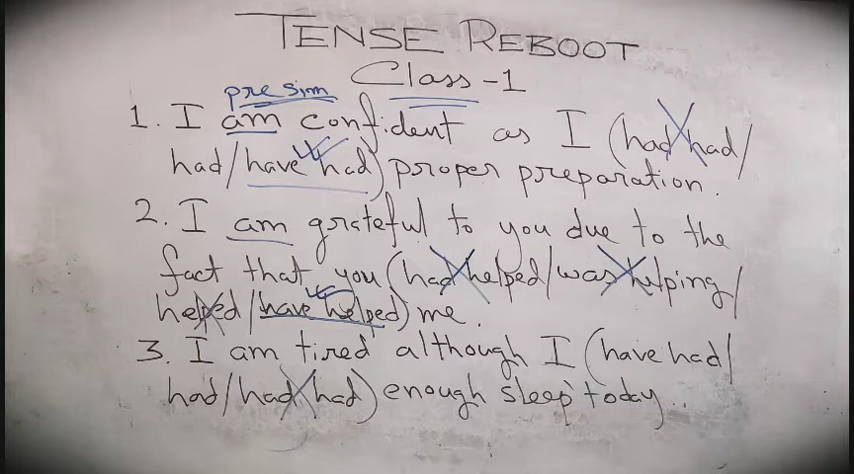 TENSE REBOOT
Class-1
pre sim
1. I am confident as I (had had/
had/have had) proper preparation.
2. I am grateful to you due to the
fact that you (had helped/was helping/
helped/have helped) me.
3. I am tired although I (have had/
had/had had) enough sleep today..